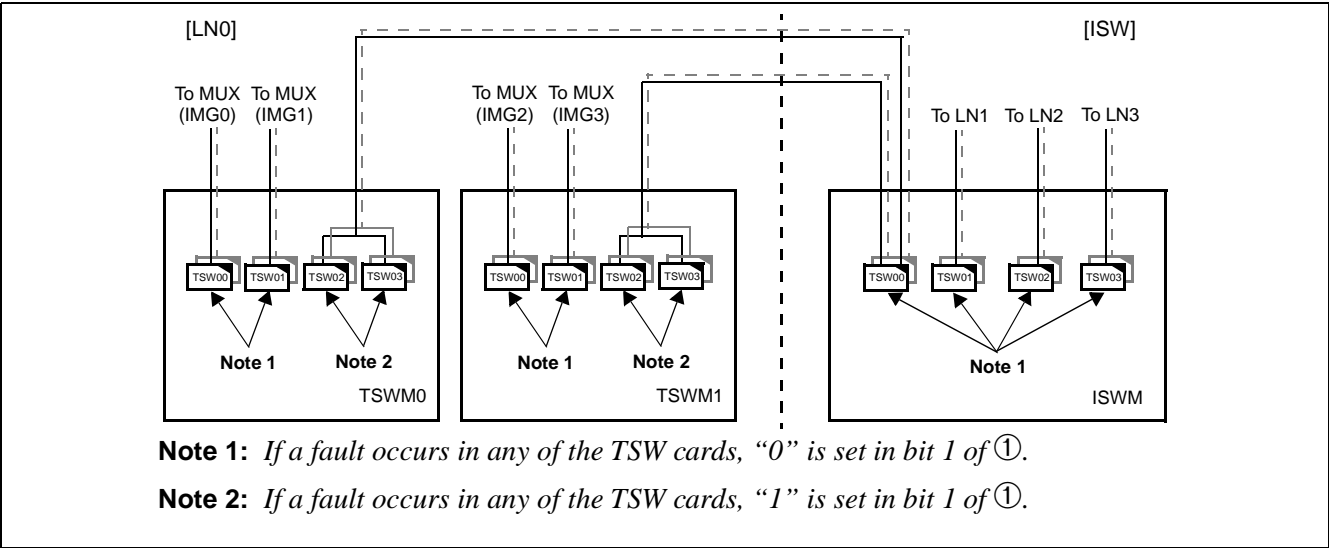 [LN0] [ISW]
To MUX (IMG0) To MUX (IMG1) To MUX (IMG2) To MUX (IMG3) To LN1 To LN2 To LN3
TSW00 TSW01 TSW02 TSW03 TSW00 TSW01 TSW02 TSW03 TSW00 TSW01 TSW02 TSW03
Note 1 Note 2 Note 1 Note 2 Note 1
TSWM0 TSWM1 ISWM
Note 1: If a fault occurs in any of the TSW cards, “0” is set in bit 1 of ①.
Note 2: If a fault occurs in any of the TSW cards, “1” is set in bit 1 of ①.